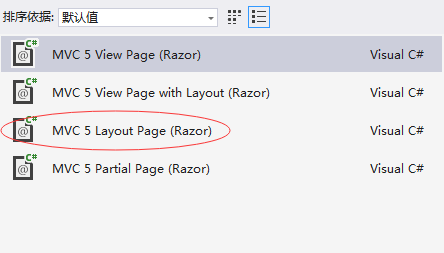 排序依据: 默认值
MVC 5 View Page (Razor) Visual C#
MVC 5 View Page with Layout (Razor) Visual C#
MVC 5 Layout Page (Razor) Visual C#
MVC 5 Partial Page (Razor) Visual C#